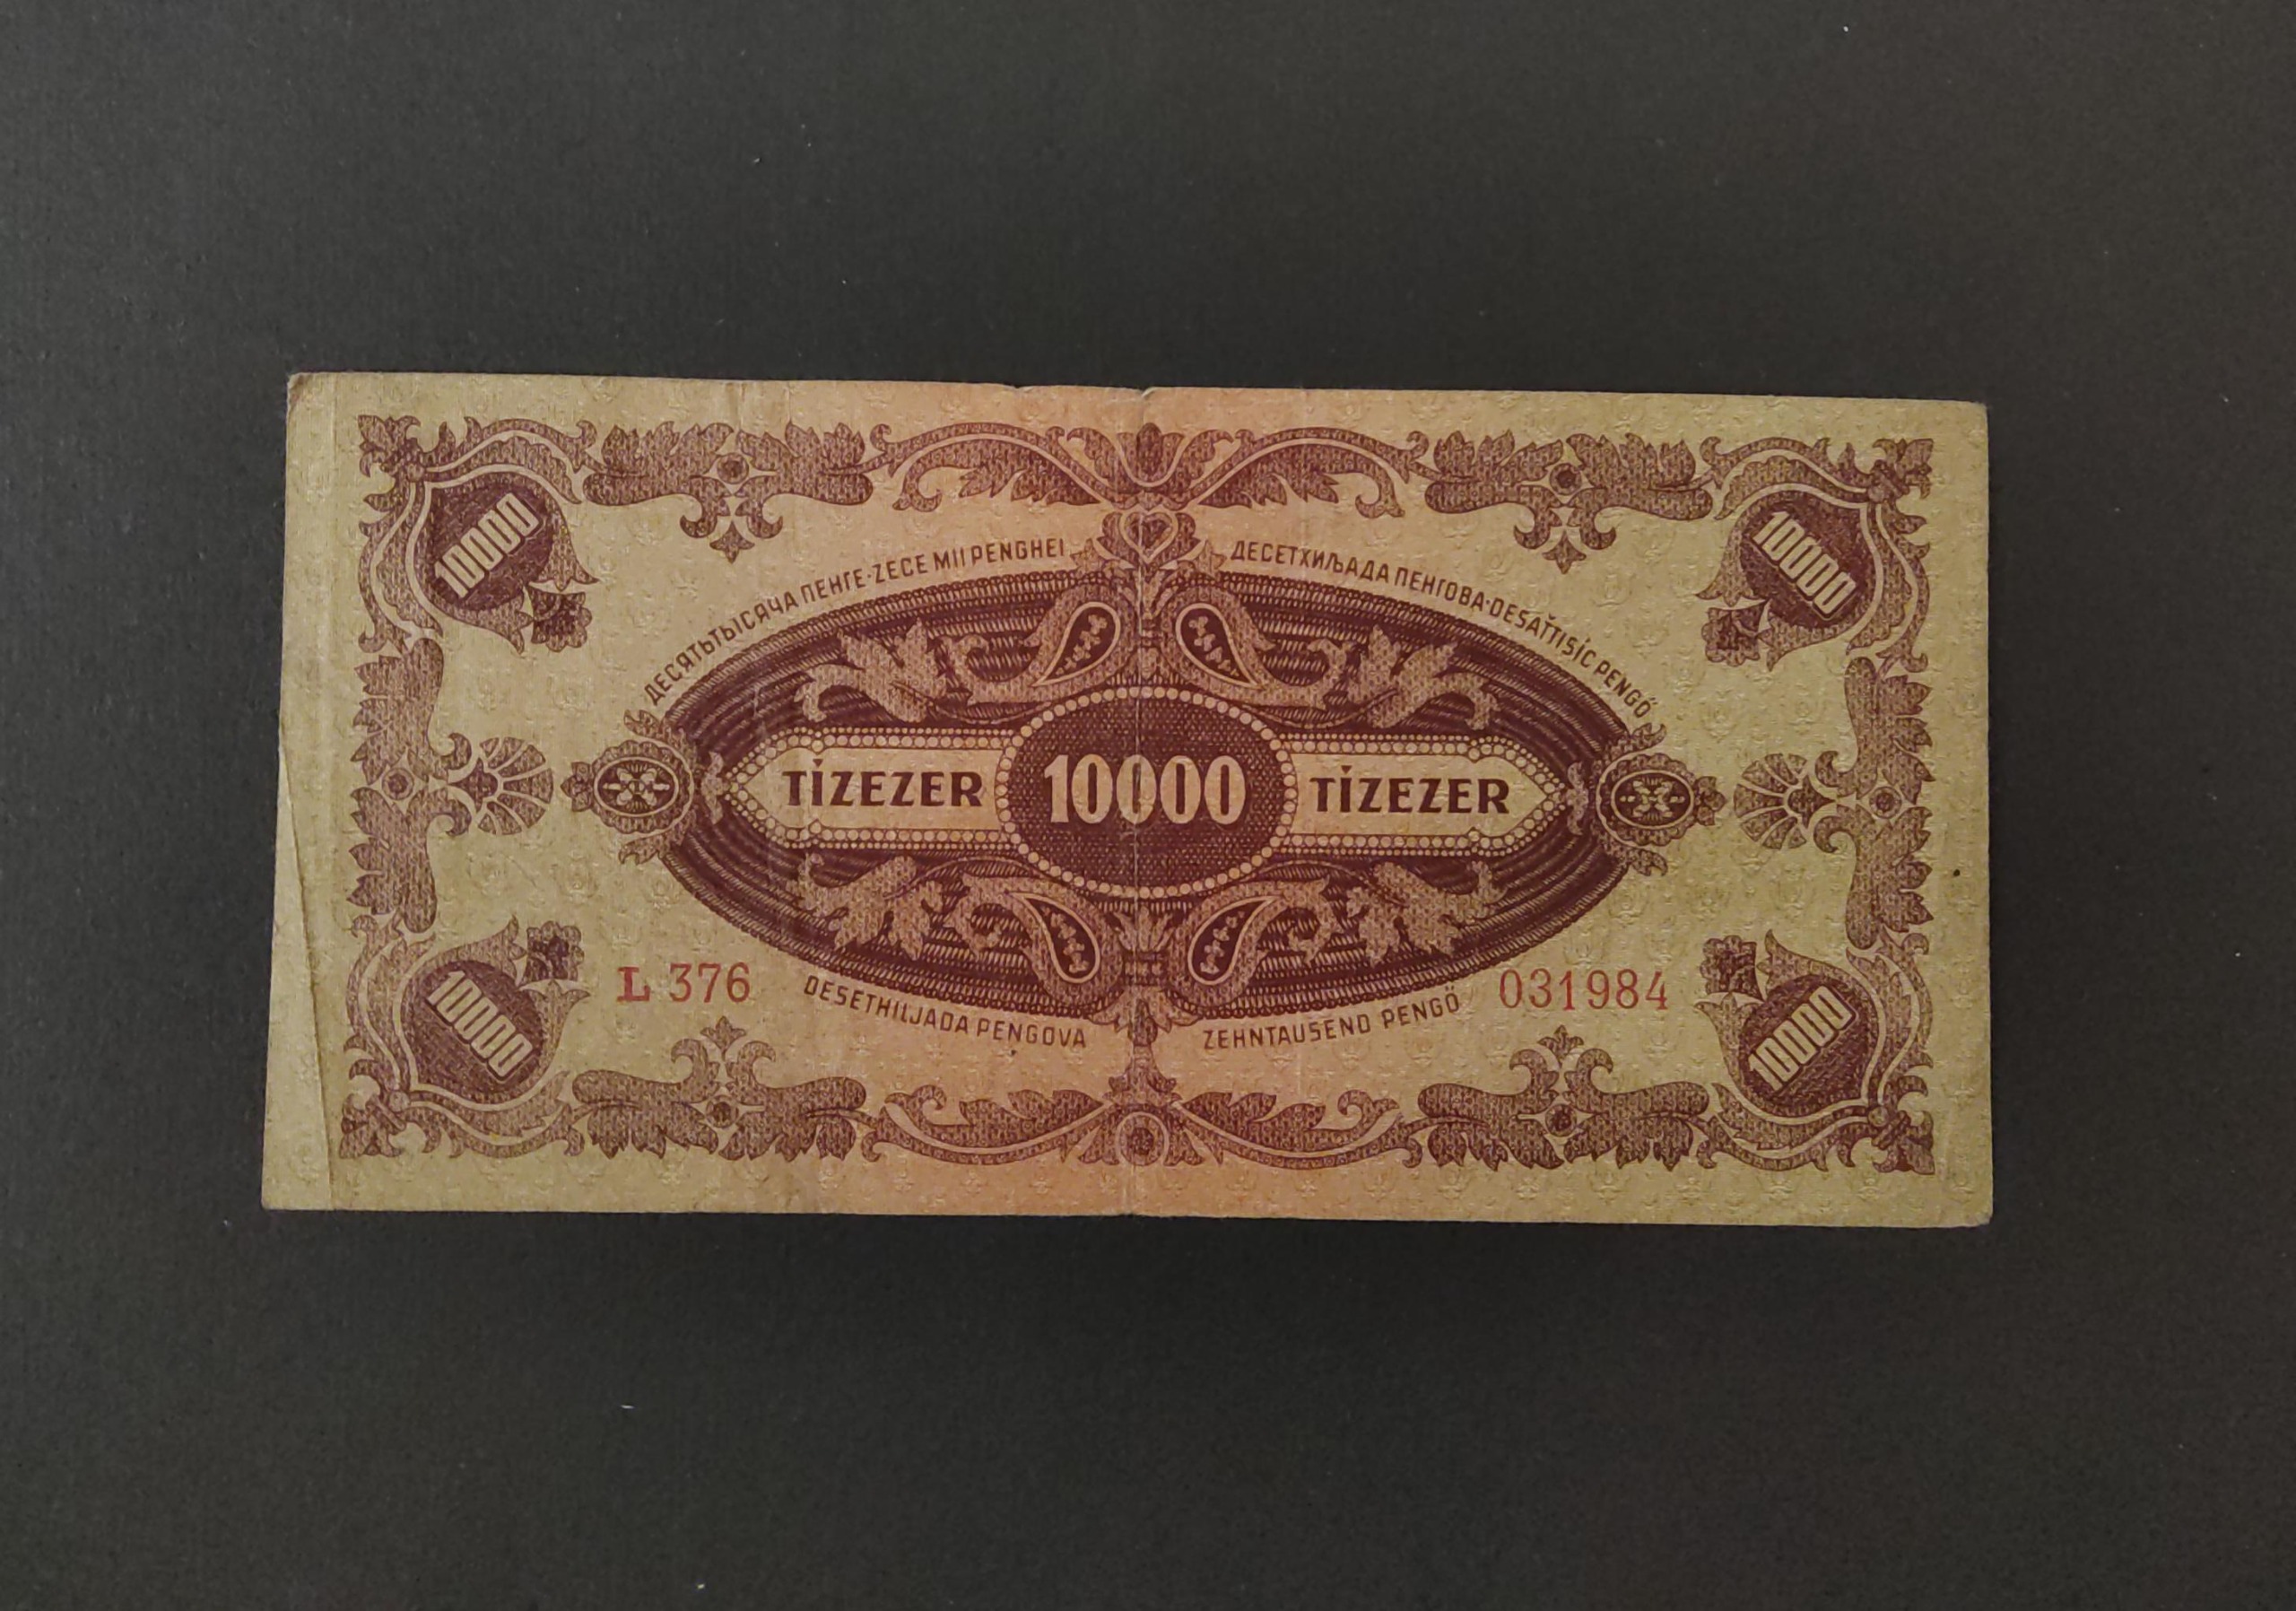 10000
10000
ДЕСЯТЬТЫСЯЧА ПЕНГЕ·ZECE MII PENGHEI
ДЕСЕТХИЉАДА ПЕНГОВА·DESAŤTISÍC PENGŐ
TÍZEZER 10000 TÍZEZER
L 376
DESETHILJADA PENGOVA
ZEHNTAUSEND PENGŐ
031984
10000
10000